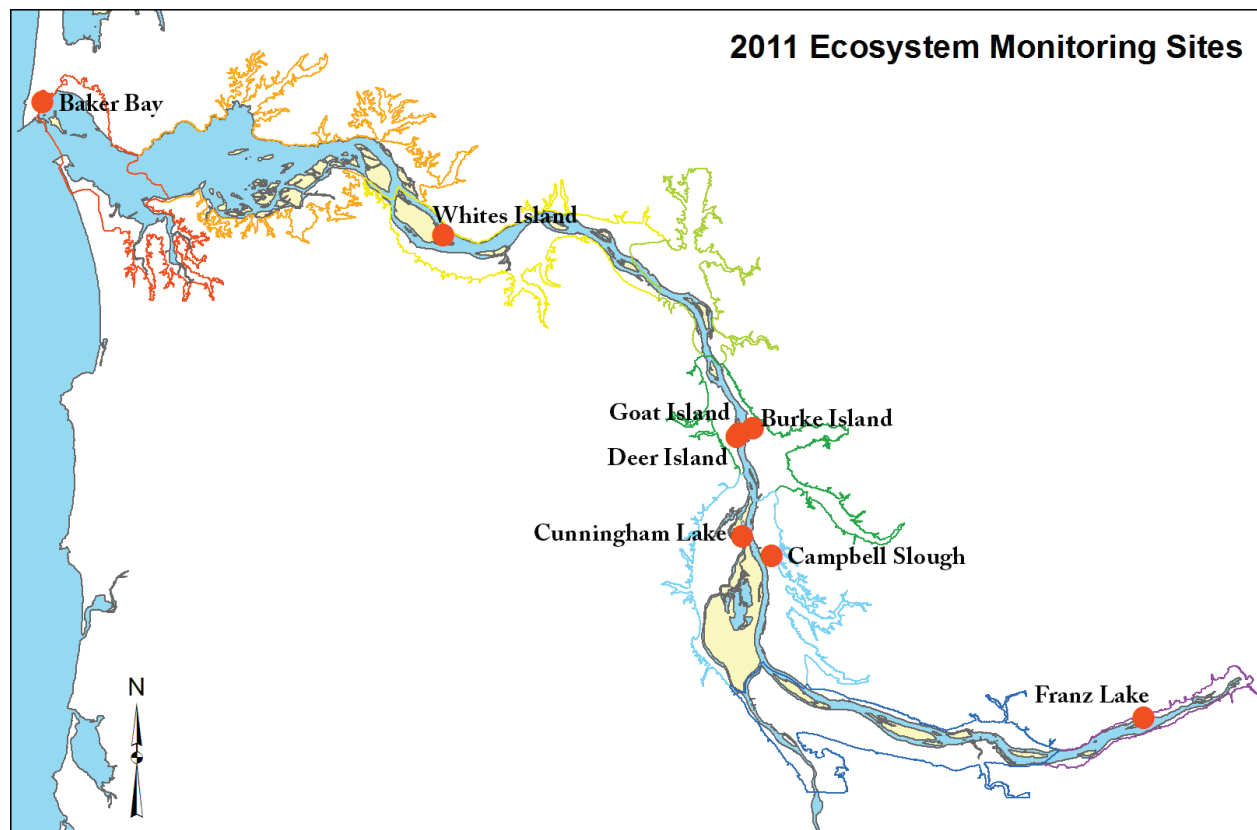 2011 Ecosystem Monitoring Sites
Baker Bay
Whites Island
Goat Island
Burke Island
Deer Island
Cunningham Lake
Campbell Slough
Franz Lake
N